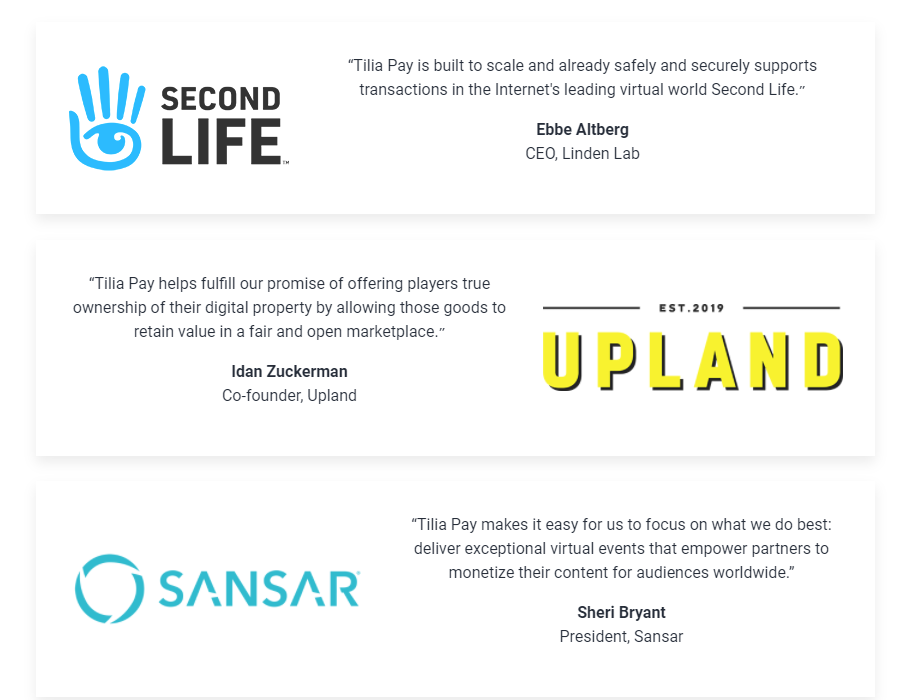 SECOND
LIFE™
“Tilia Pay is built to scale and already safely and securely supports
transactions in the Internet's leading virtual world Second Life.”
Ebbe Altberg
CEO, Linden Lab
“Tilia Pay helps fulfill our promise of offering players true
ownership of their digital property by allowing those goods to
retain value in a fair and open marketplace.”
Idan Zuckerman
Co-founder, Upland
EST.2019
UPLAND
SANSAR
“Tilia Pay makes it easy for us to focus on what we do best:
deliver exceptional virtual events that empower partners to
monetize their content for audiences worldwide.”
Sheri Bryant
President, Sansar